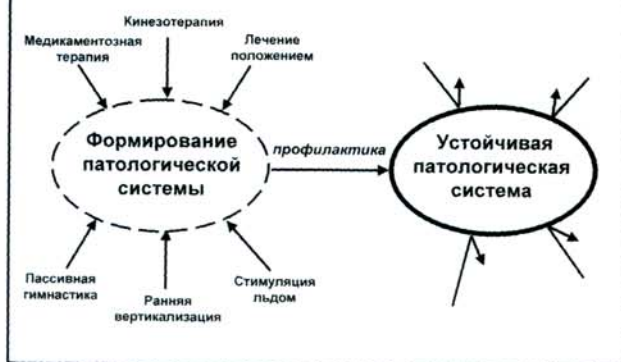 Кинезотерапия
Медикаментозная
терапия
Лечение
положением
Формирование
патологической
системы
профилактика
Устойчивая
патологическая
система
Пассивная
гимнастика
Ранняя
вертикализация
Стимуляция
льдом